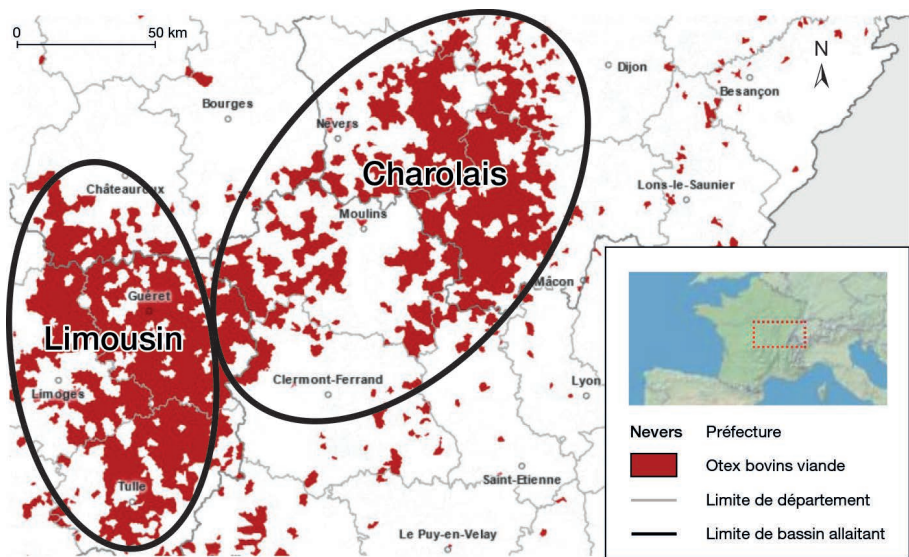 0 50 km
N
Dijon
Besançon
Bourges
Nevers
Charolais
Châteauroux
Lons-le-Saunier
Moulins
Mâcon
Guéret
Limousin
Limoges
Clermont-Ferrand
Lyon
Tulle
Saint-Etienne
Le Puy-en-Velay
Nevers Préfecture
Otex bovins viande
Limite de département
Limite de bassin allaitant